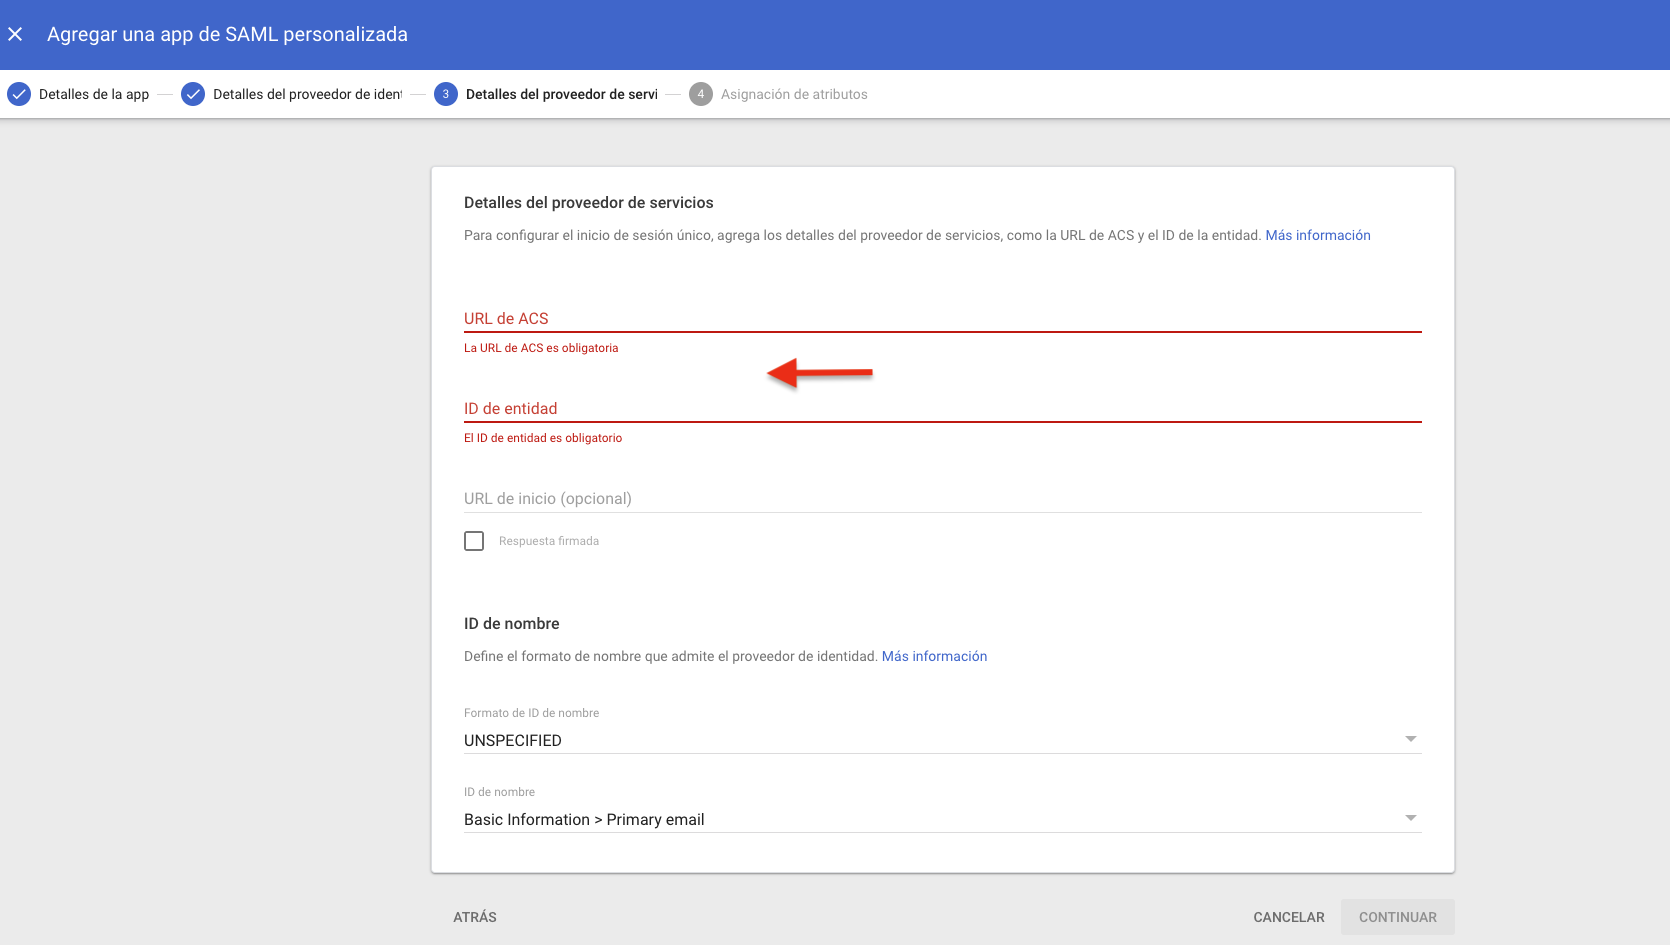 Agregar una app de SAML personalizada
Detalles de la app
Detalles del proveedor de iden
3 Detalles del proveedor de servi
4 Asignación de atributos
Detalles del proveedor de servicios
Para configurar el inicio de sesión único, agrega los detalles del proveedor de servicios, como la URL de ACS y el ID de la entidad. Más información
URL de ACS
La URL de ACS es obligatoria
ID de entidad
El ID de entidad es obligatorio
URL de inicio (opcional)
Respuesta firmada
ID de nombre
Define el formato de nombre que admite el proveedor de identidad. Más información
Formato de ID de nombre
UNSPECIFIED
ID de nombre
Basic Information > Primary email
ATRÁS
CANCELAR
CONTINUAR